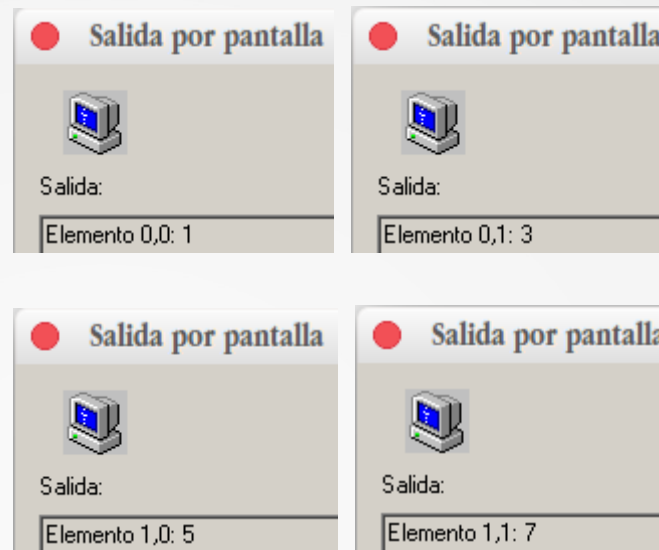 Salida por pantalla
Salida:
Elemento 0,0: 1
Salida por pantalla
Salida:
Elemento 0,1: 3
Salida por pantalla
Salida:
Elemento 1,0: 5
Salida por pantalla
Salida:
Elemento 1,1: 7